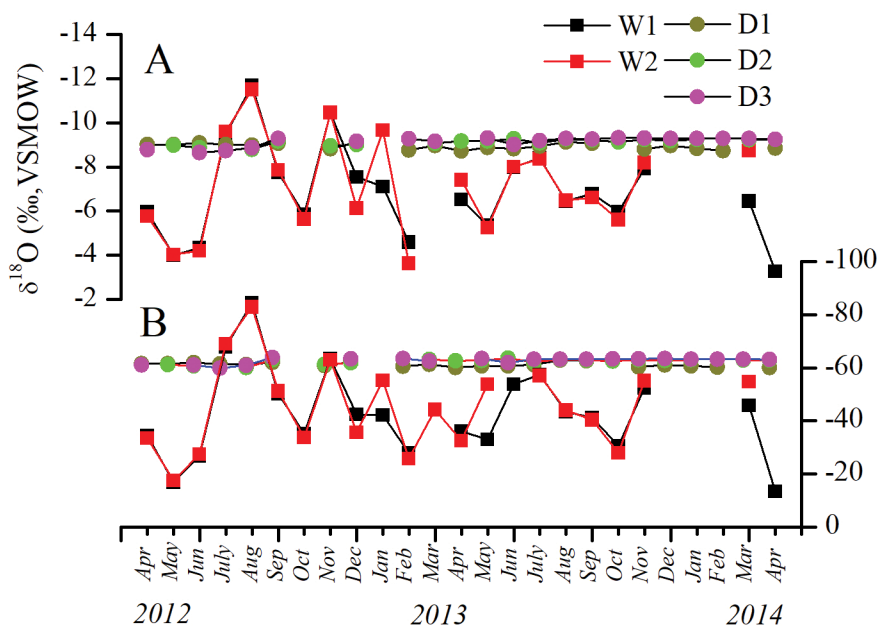 -14
-12
-10
-8
-6
-4
-2
δ18O (‰, VSMOW)
A
W1
W2
D1
D2
D3
B
-100
-80
-60
-40
-20
0
Apr May Jun July Aug Sep Oct Nov Dec Jan Feb Mar Apr May Jun July Aug Sep Oct Nov Dec Jan Feb Mar Apr
2012 2013 2014